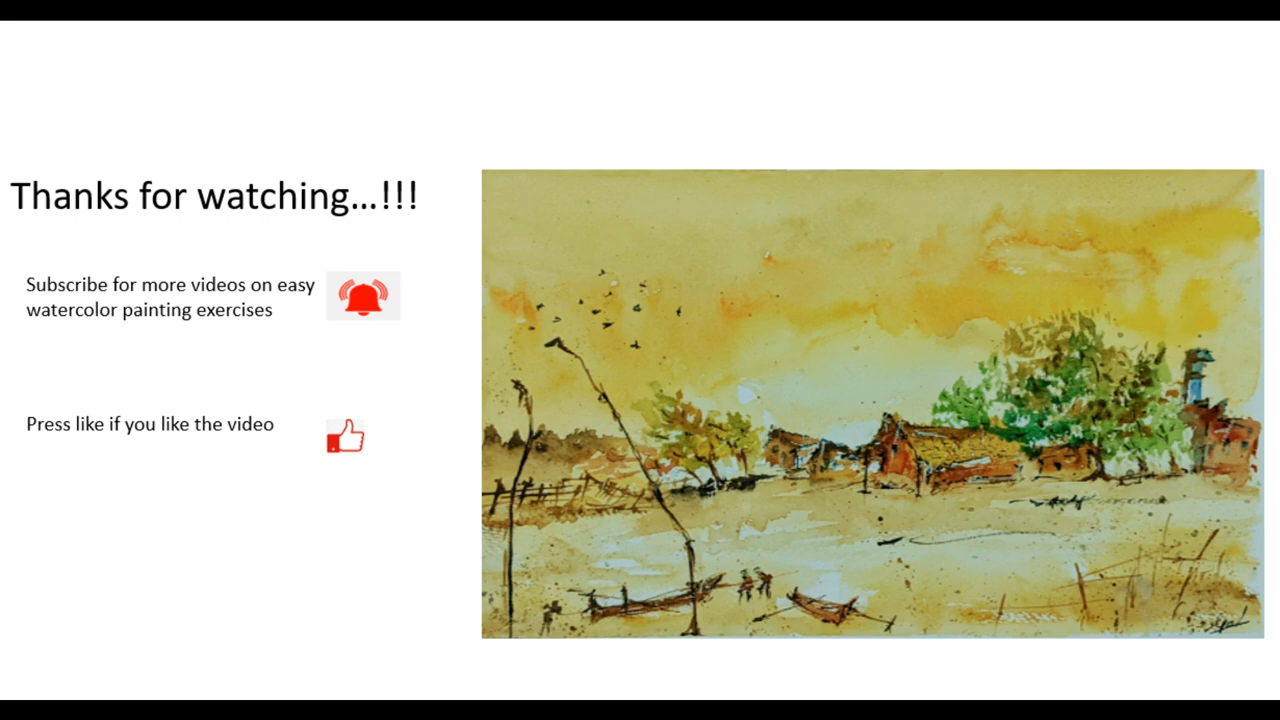 Thanks for watching...!!!
Subscribe for more videos on easy
watercolor painting exercises
Press like if you like the video